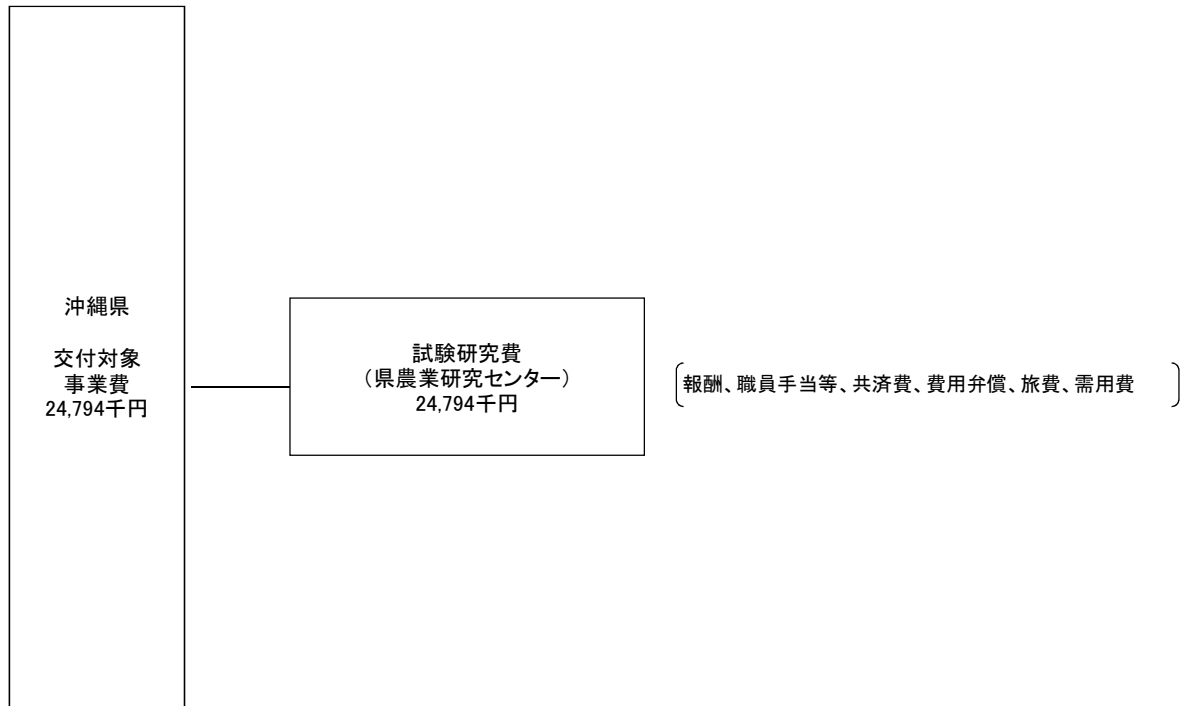 沖縄県
交付対象
事業費
24,794千円
試験研究費
（県農業研究センター）
24,794千円
報酬、職員手当等、共済費、費用弁償、旅費、需用費